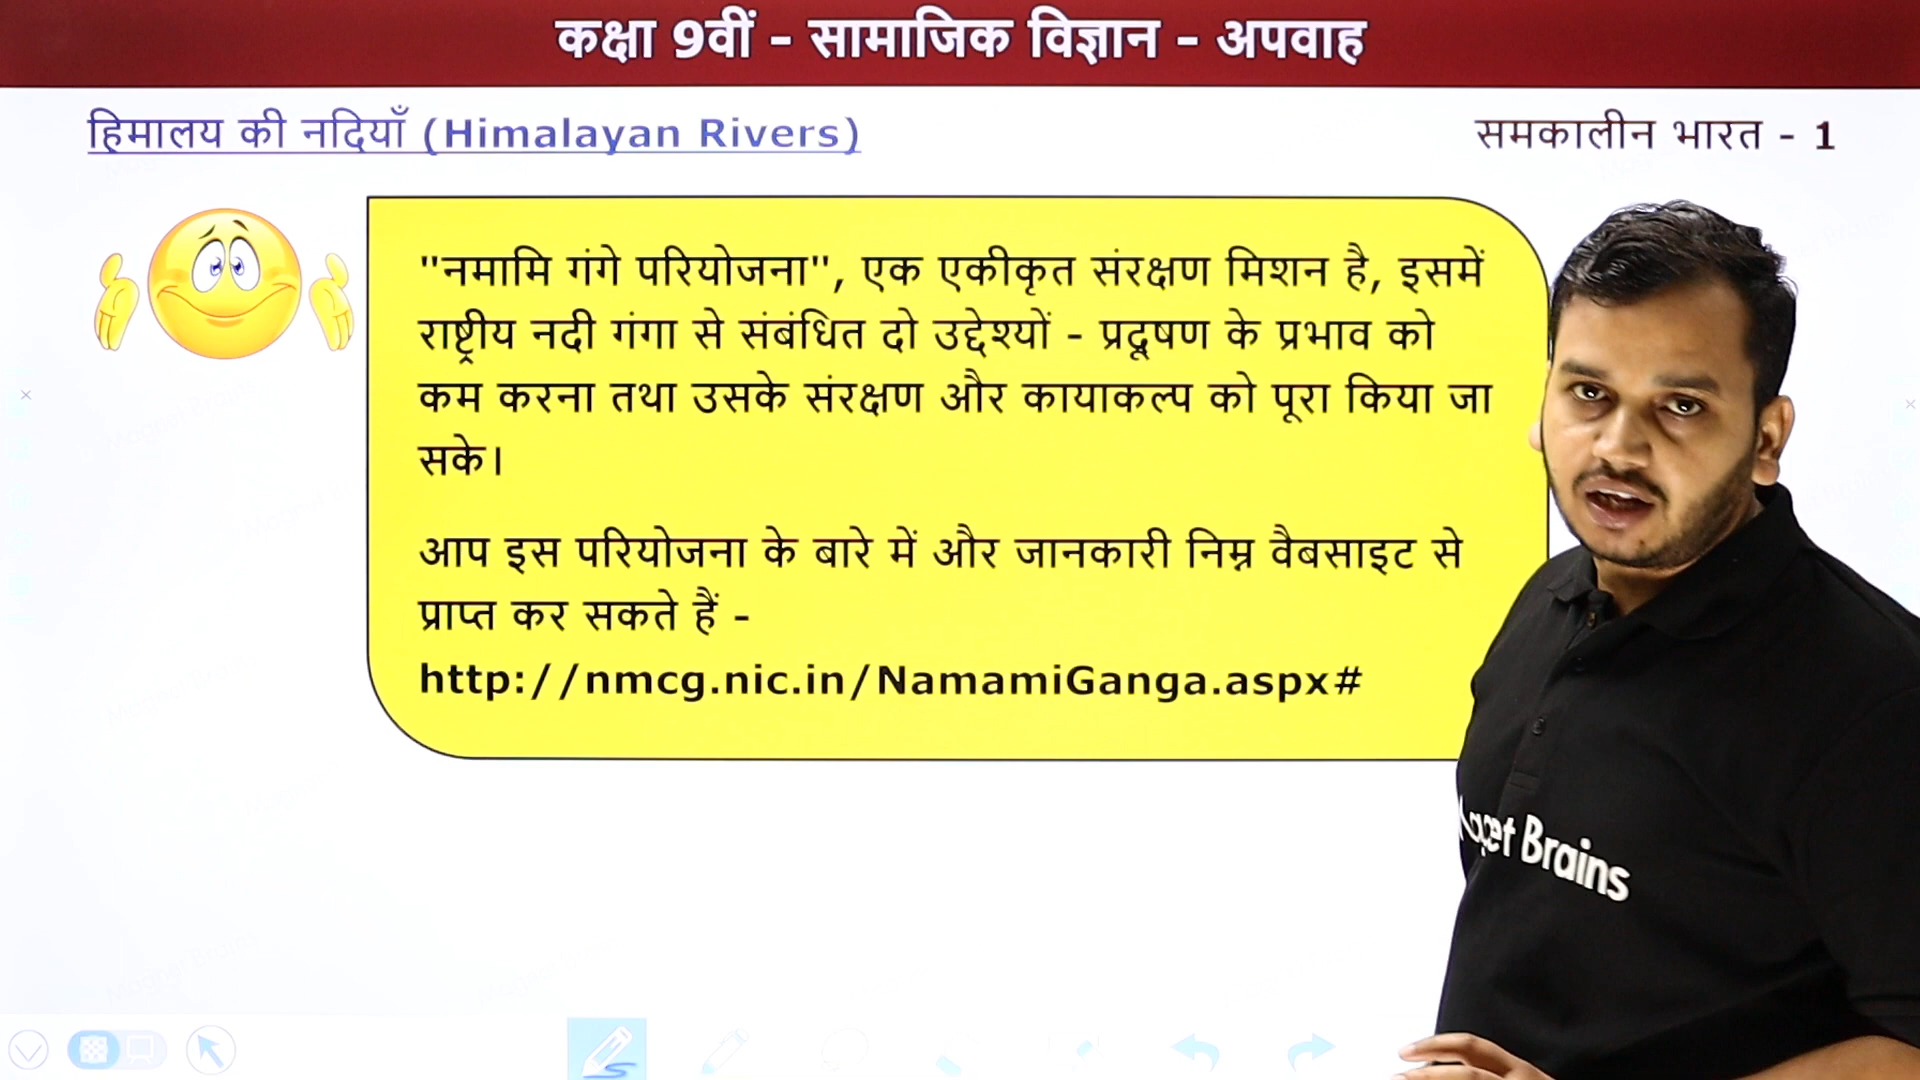 कक्षा 9वीं - सामाजिक विज्ञान - अपवाह
हिमालय की नदियाँ (Himalayan Rivers)
समकालीन भारत - 1
"नमामि गंगे परियोजना", एक एकीकृत संरक्षण मिशन है, इसमें
राष्ट्रीय नदी गंगा से संबंधित दो उद्देश्यों - प्रदूषण के प्रभाव को
कम करना तथा उसके संरक्षण और कायाकल्प को पूरा किया जा
सके।
आप इस परियोजना के बारे में और जानकारी निम्न वैबसाइट से
प्राप्त कर सकते हैं -
http://nmcg.nic.in/NamamiGanga.aspx#
Brains